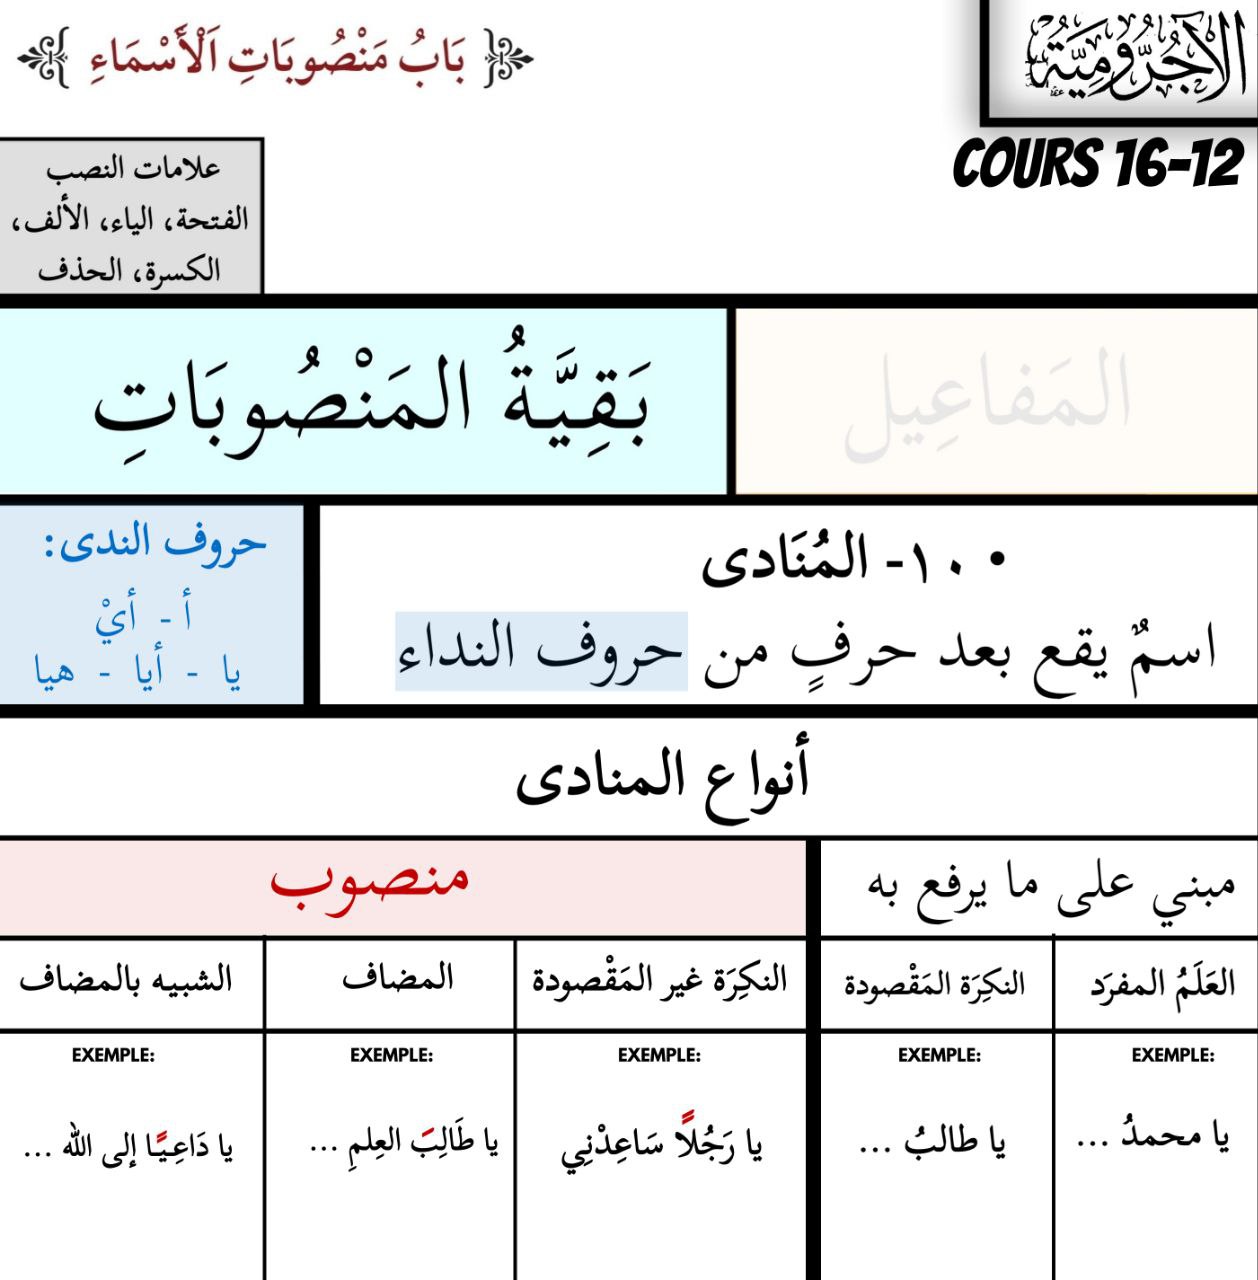 الآجُرُّومِيَّة
بَابُ مَنْصُوبَاتِ اَلْأَسْمَاءِ
COURS 16-12
علامات النصب
الفتحة، الياء، الألف،
الكسرة، الحذف
المَفاعِيل
بَقِيَّةُ المَنْصُوبَاتِ
• ١٠- المُنَادى
اسمٌ يقع بعد حرفٍ من حروف النداء
حروف الندى:
أ - أيْ
يا - أيا - هيا
أنواع المنادى
مبني على ما يرفع به
منصوب
العَلَمُ المفرَد
النكِرَة المَقْصودة
النكِرَة غير المَقْصودة
المضاف
الشبيه بالمضاف
EXEMPLE:
EXEMPLE:
EXEMPLE:
EXEMPLE:
EXEMPLE:
يا محمدُ ...
يا طالبُ ...
يا رَجُلاً سَاعِدْنِي
يا طَالِبَ العِلمِ ...
يا دَاعِيًا إلى الله ...